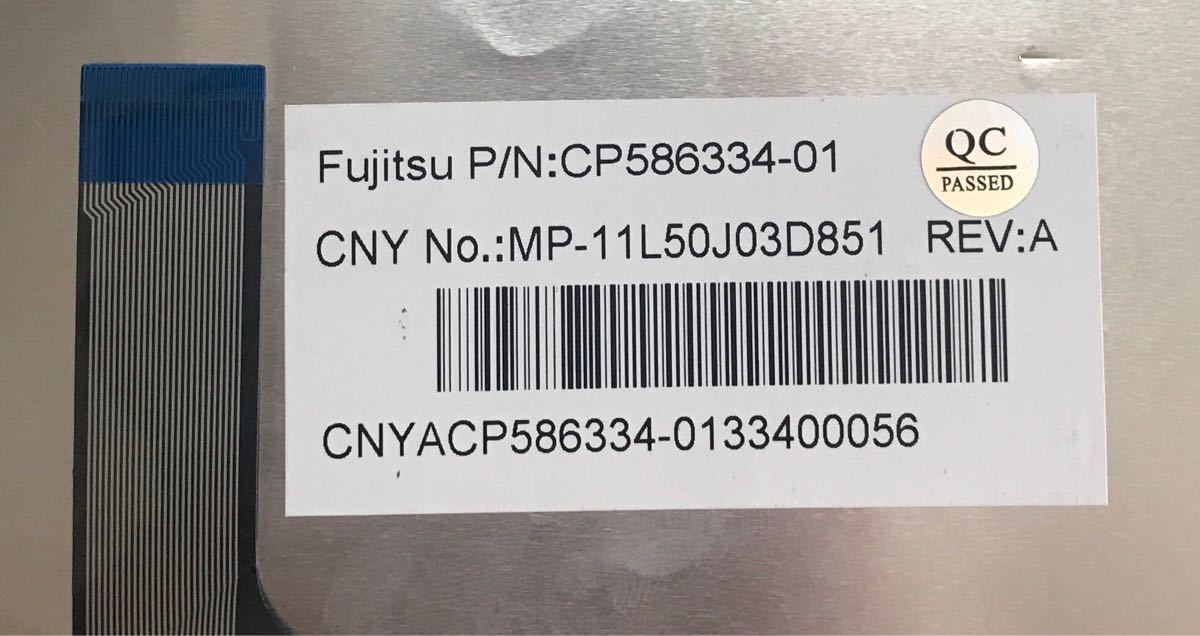 Fujitsu P/N:CP586334-01
QC
PASSED
CNY No.:MP-11L50J03D851 REV:A
CNYACP586334-0133400056